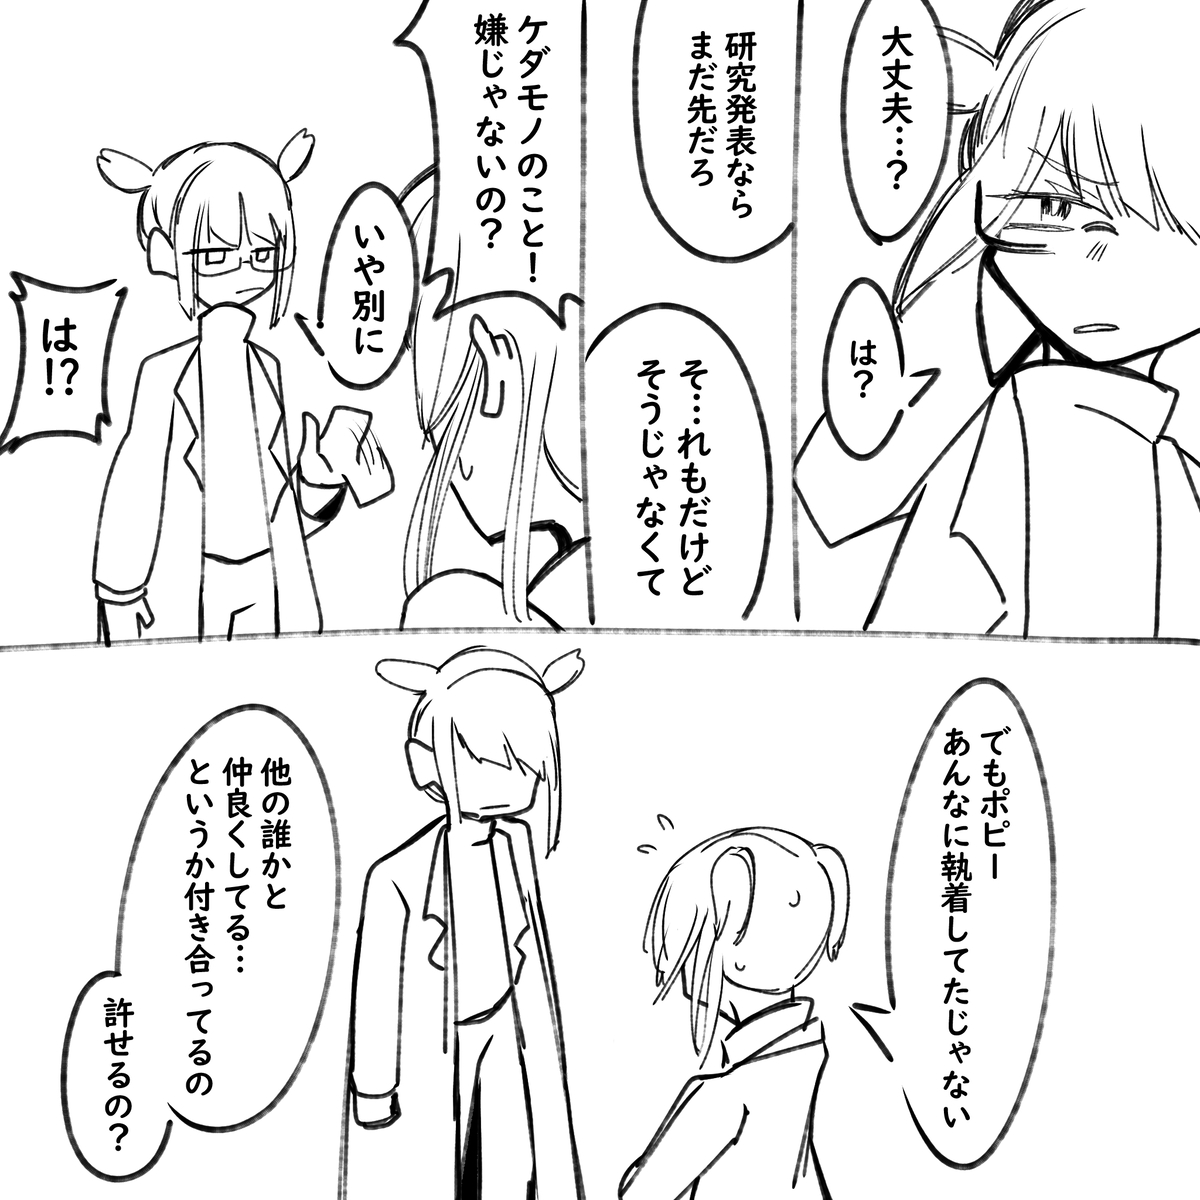 大丈夫…?
は?
研究発表なら
まだ先だろ
そ…れもだけど
そうじゃなくて
ケダモノのこと!
嫌じゃないの?
いや別に
は!?
でもポピー
あんなに執着してたじゃない
他の誰かと
仲良くしてる…
というか付き合ってるの
許せるの?